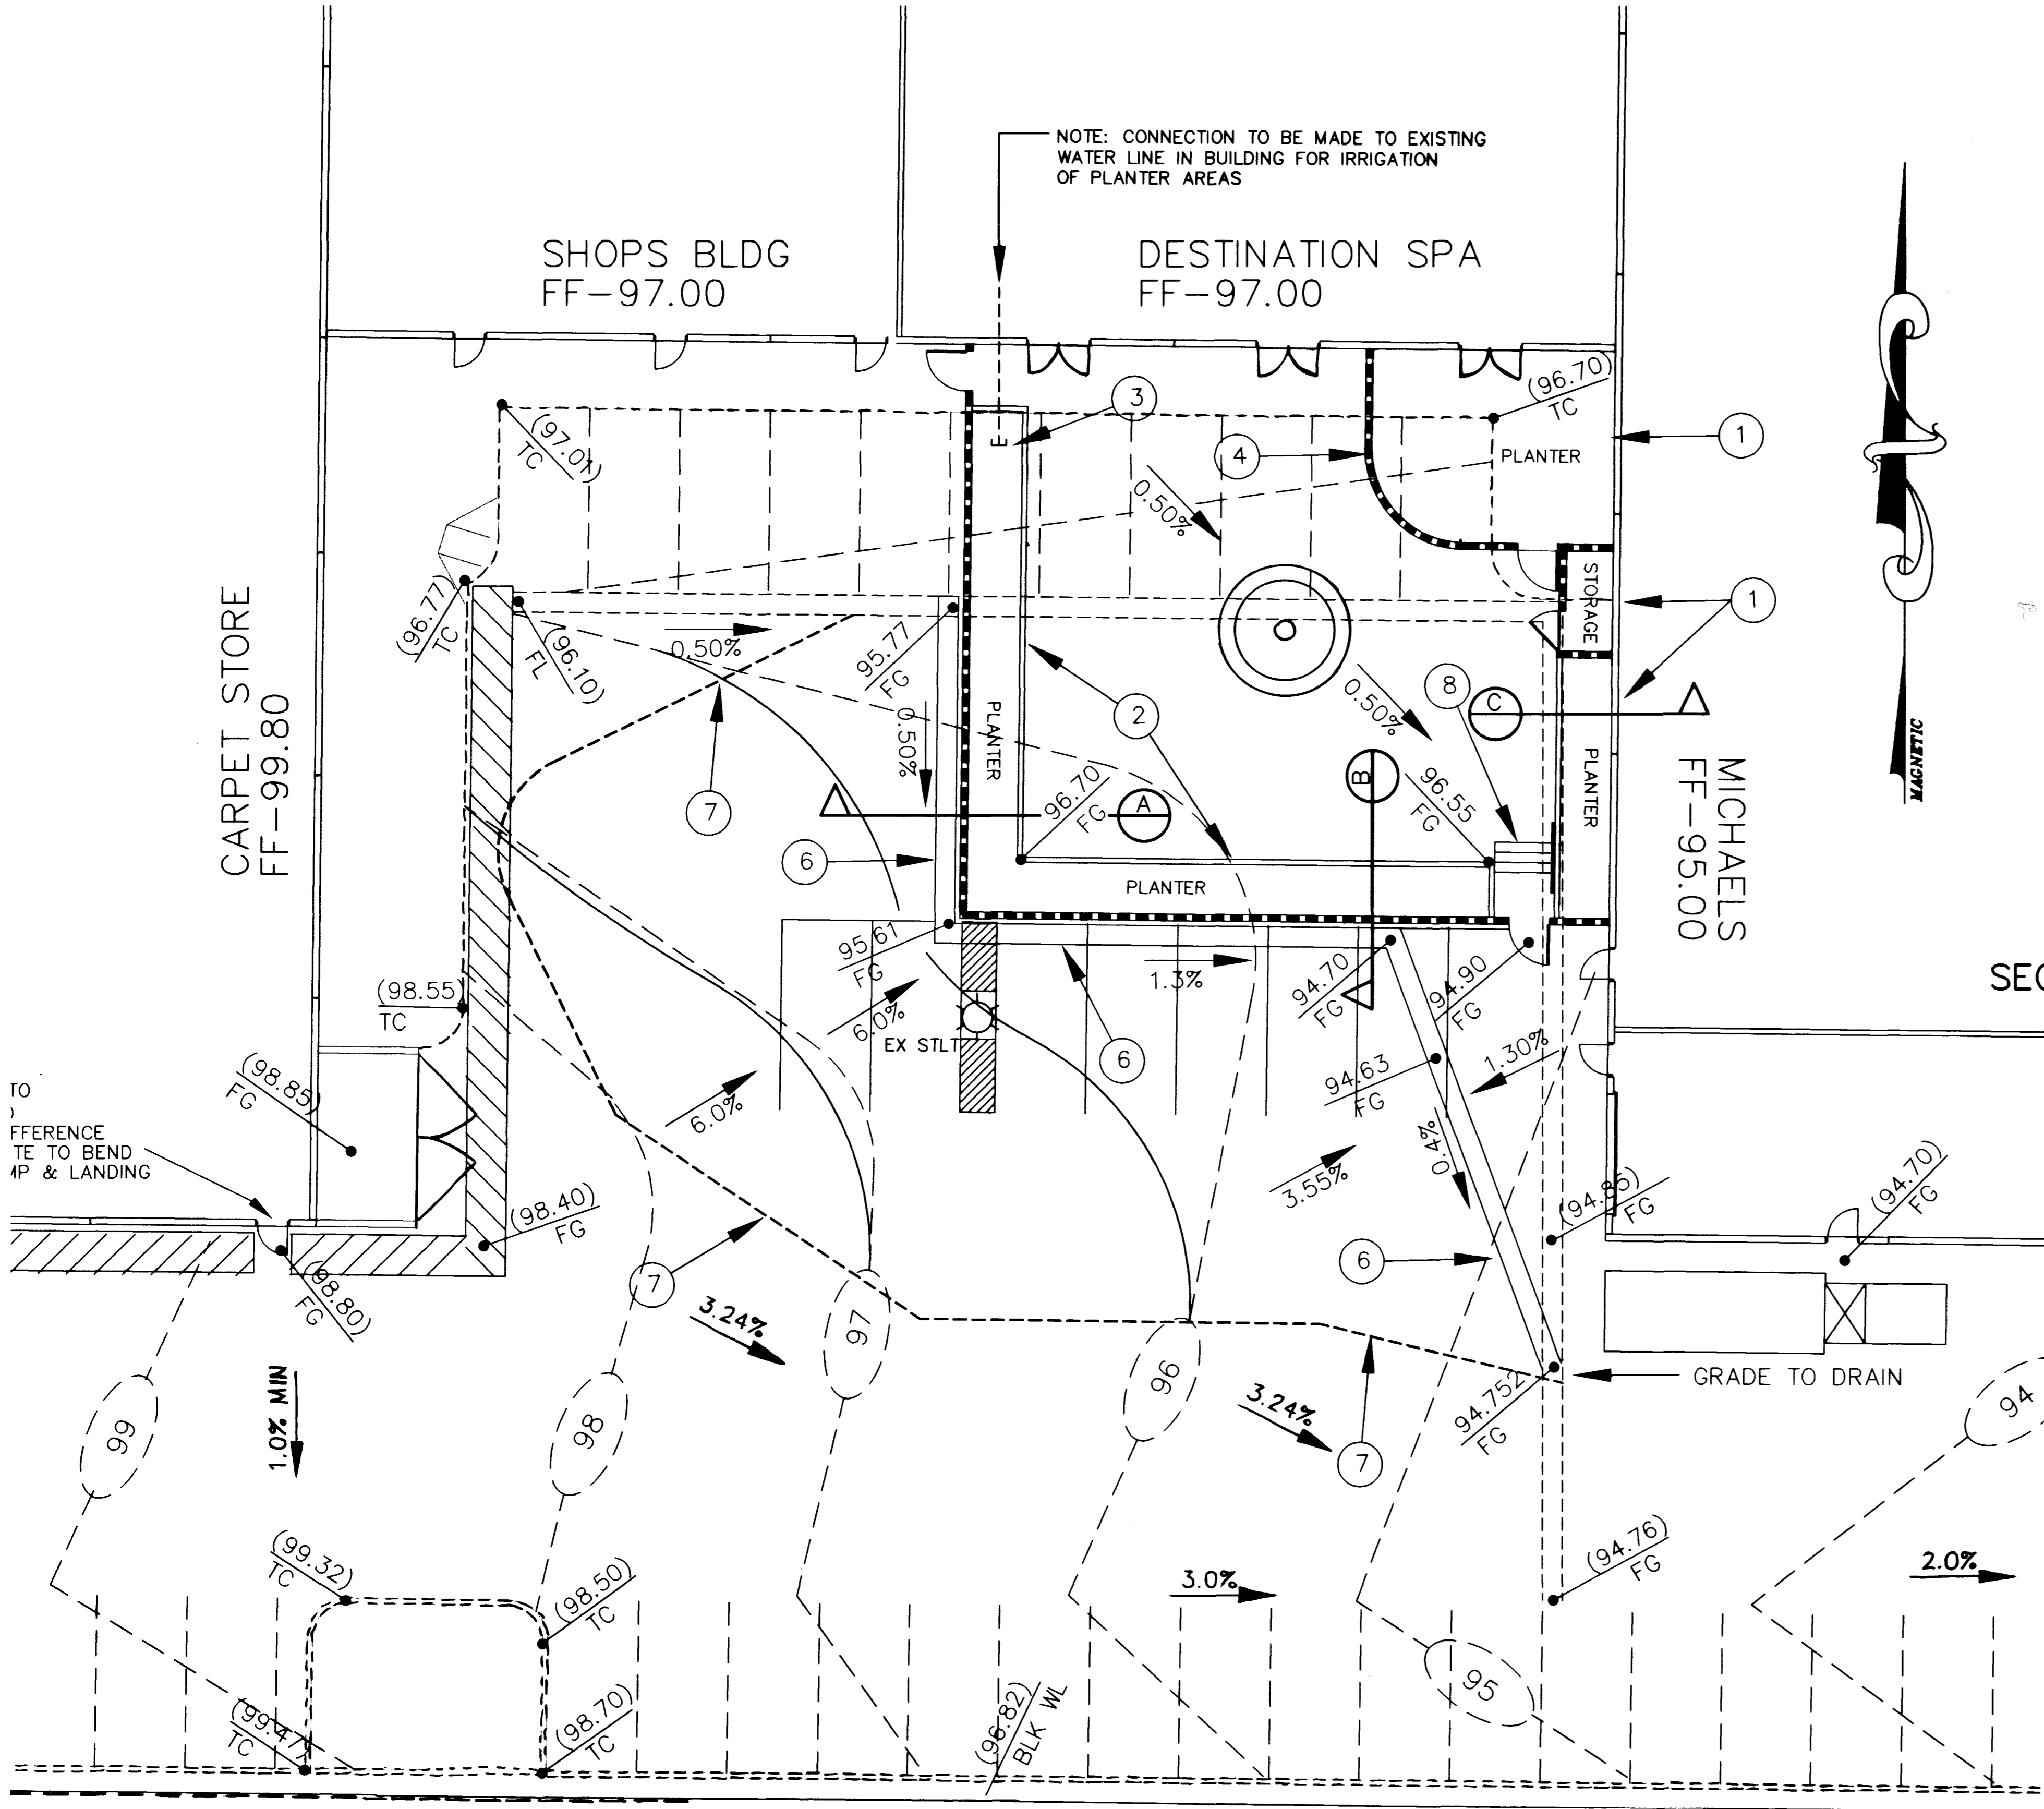 NOTE: CONNECTION TO BE MADE TO EXISTING
WATER LINE IN BUILDING FOR IRRIGATION
OF PLANTER AREAS
SHOPS BLDG
FF-97.00
DESTINATION SPA
FF-97.00
(96.70)
TC
3
1
(97.01)
TC
4
PLANTER
0.50%
STORAGE
1
(96.77)
TC
(96.10)
FL
0.50%
95.77
FG
CARPET STORE
FF-99.80
0.50%
PLANTER
2
0.50%
8
C
PLANTER
MICHAELS
FF-95.00
MAGNETIC
7
96.70
FG
A
B
96.55
FG
6
PLANTER
95.61
FG
(98.55)
TC
6.0%
EX STLT
1.3%
94.70
FG
94.90
FG
SEC
6
(98.85)
FG
6.0%
94.63
FG
1.30%
TO
)
FFERENCE
TE TO BEND
MP & LANDING
0.4%
3.55%
(98.40)
FG
(94.85)
FG
(94.70)
FG
6
7
(98.80)
FG
3.24%
97
96
GRADE TO DRAIN
94.752
FG
94
1.0% MIN
99
98
3.24%
7
(99.32)
TC
(98.50)
TC
3.0%
(94.76)
FG
2.0%
95
(99.47)
TC
(98.70)
TC
(96.82)
BLK WL